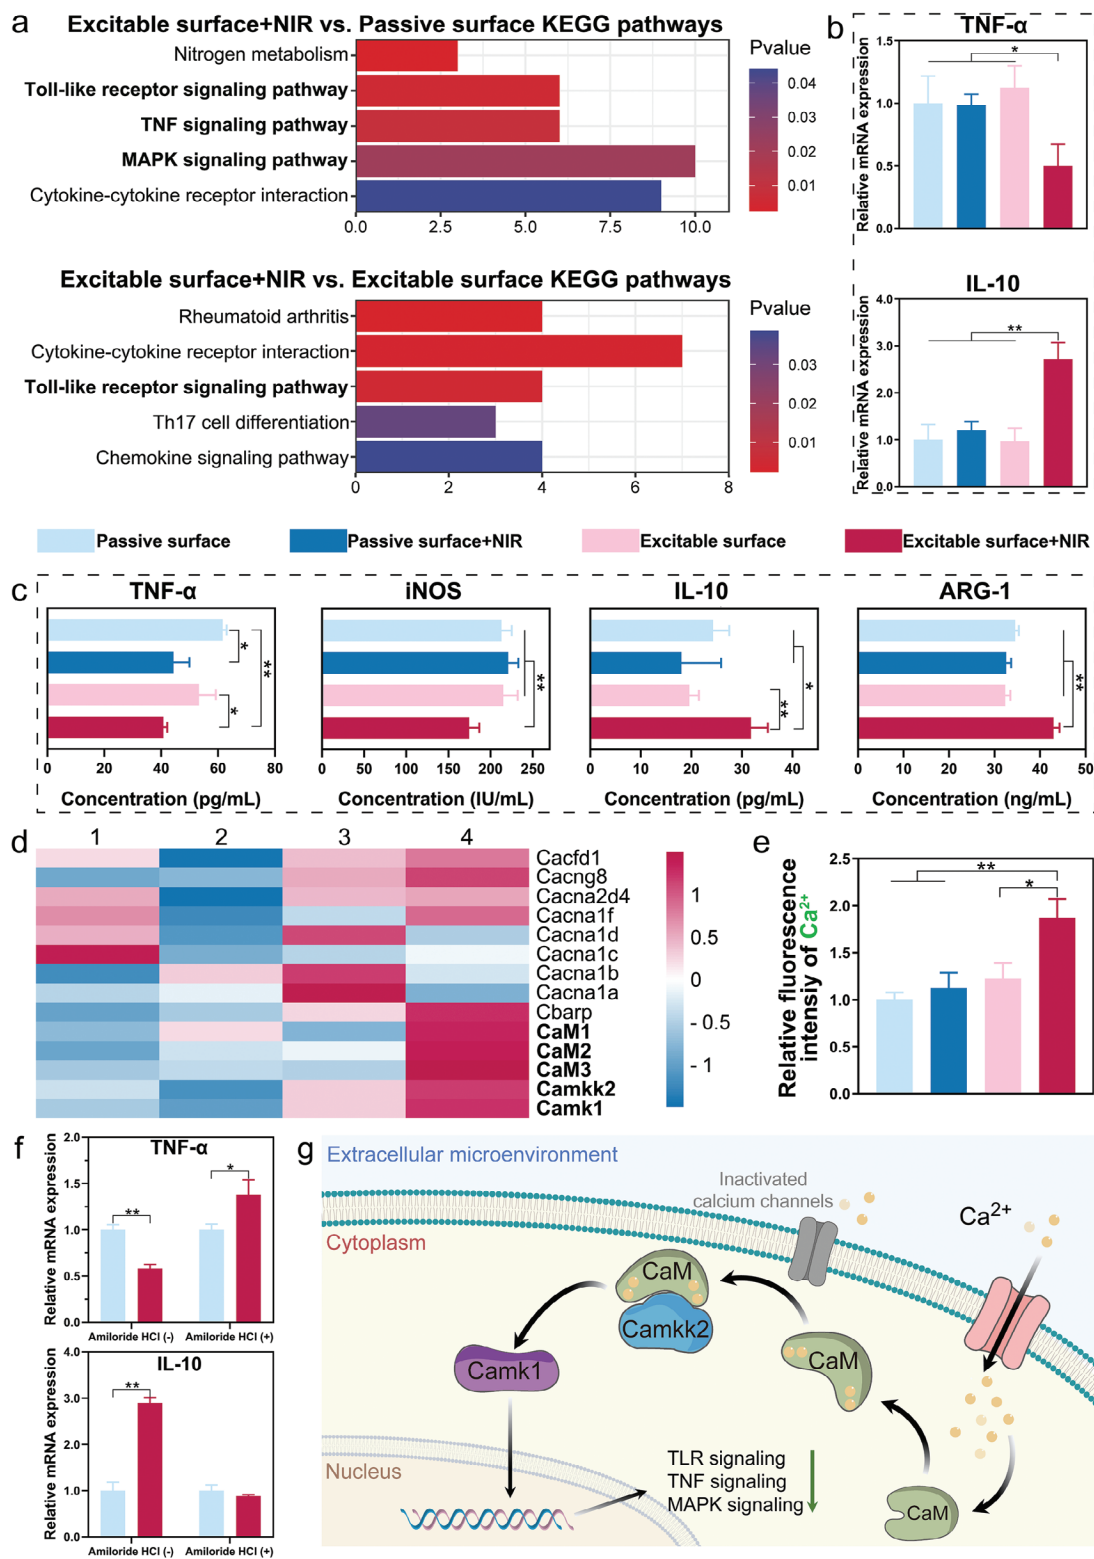 a
Excitable surface+NIR vs. Passive surface KEGG pathways
Nitrogen metabolism
Toll-like receptor signaling pathway
TNF signaling pathway
MAPK signaling pathway
Cytokine-cytokine receptor interaction
0.0 2.5 5.0 7.5 10.0
Pvalue
0.04
0.03
0.02
0.01
Excitable surface+NIR vs. Excitable surface KEGG pathways
Rheumatoid arthritis
Cytokine-cytokine receptor interaction
Toll-like receptor signaling pathway
Th17 cell differentiation
Chemokine signaling pathway
0 2 4 6 8
Pvalue
0.03
0.02
0.01
b
TNF-α
Relative mRNA expression
1.5
1.0
0.5
0.0
*
IL-10
Relative mRNA expression
4.0
3.0
2.0
1.0
0.0
**
Passive surface Passive surface+NIR Excitable surface Excitable surface+NIR
c
TNF-α
*
*
**
0 20 40 60 80
Concentration (pg/mL)
iNOS
**
0 50 100 150 200 250
Concentration (IU/mL)
IL-10
**
*
0 10 20 30 40
Concentration (pg/mL)
ARG-1
**
0 10 20 30 40 50
Concentration (ng/mL)
d
1 2 3 4
Cacfd1
Cacng8
Cacna2d4
Cacna1f
Cacna1d
Cacna1c
Cacna1b
Cacna1a
Cbarp
CaM1
CaM2
CaM3
Camkk2
Camk1
1
0.5
0
- 0.5
- 1
e
Relative fluorescence
intensiy of Ca2+
2.5
2.0
1.5
1.0
0.5
0.0
**
*
f
TNF-α
Relative mRNA expression
2.0
1.5
1.0
0.5
0.0
**
*
Amiloride HCl (-) Amiloride HCl (+)
IL-10
Relative mRNA expression
4.0
3.0
2.0
1.0
0.0
**
Amiloride HCl (-) Amiloride HCl (+)
g
Extracellular microenvironment
Inactivated
calcium channels
Ca2+
Cytoplasm
CaM
Camkk2
CaM
Camk1
Nucleus
TLR signaling
TNF signaling
MAPK signaling
CaM